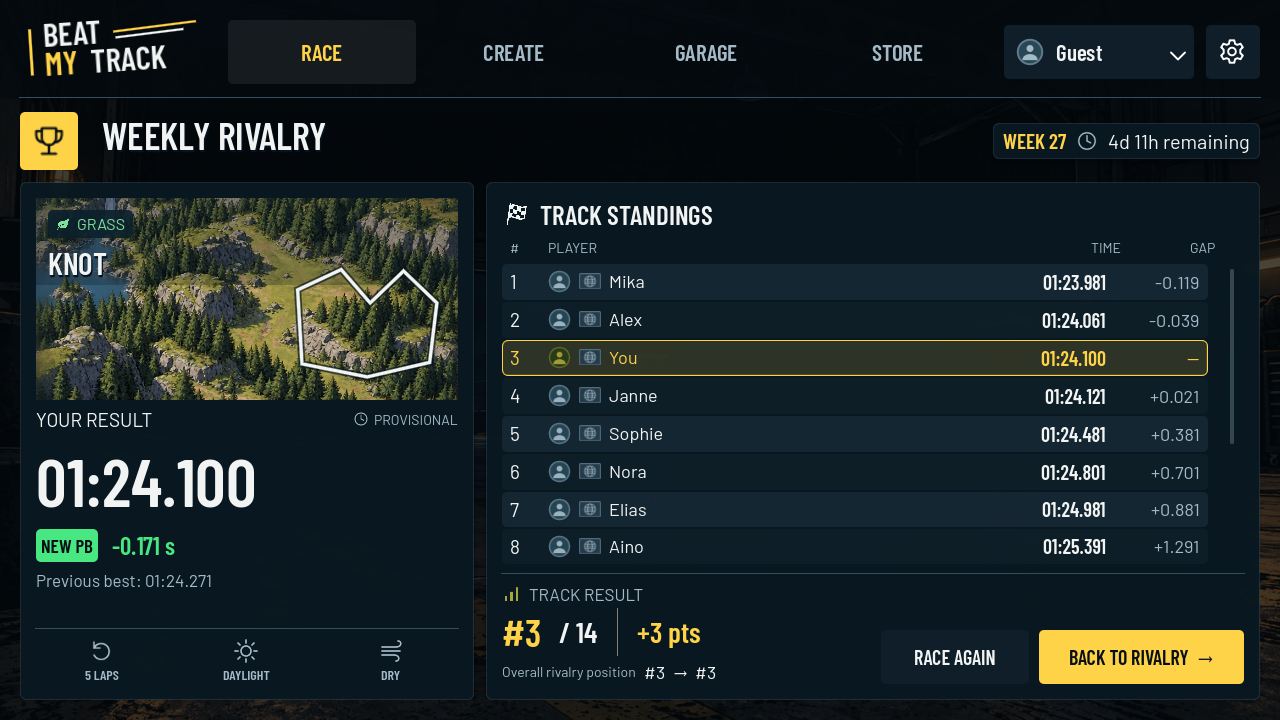 BEAT
MY TRACK
RACE
CREATE
GARAGE
STORE
Guest
WEEKLY RIVALRY
WEEK 27 4d 11h remaining
GRASS
KNOT
YOUR RESULT
PROVISIONAL
01:24.100
NEW PB -0.171 s
Previous best: 01:24.271
5 LAPS
DAYLIGHT
DRY
TRACK STANDINGS
# PLAYER TIME GAP
1 Mika 01:23.981 -0.119
2 Alex 01:24.061 -0.039
3 You 01:24.100 —
4 Janne 01:24.121 +0.021
5 Sophie 01:24.481 +0.381
6 Nora 01:24.801 +0.701
7 Elias 01:24.981 +0.881
8 Aino 01:25.391 +1.291
TRACK RESULT
#3 / 14 +3 pts
Overall rivalry position #3 → #3
RACE AGAIN
BACK TO RIVALRY →